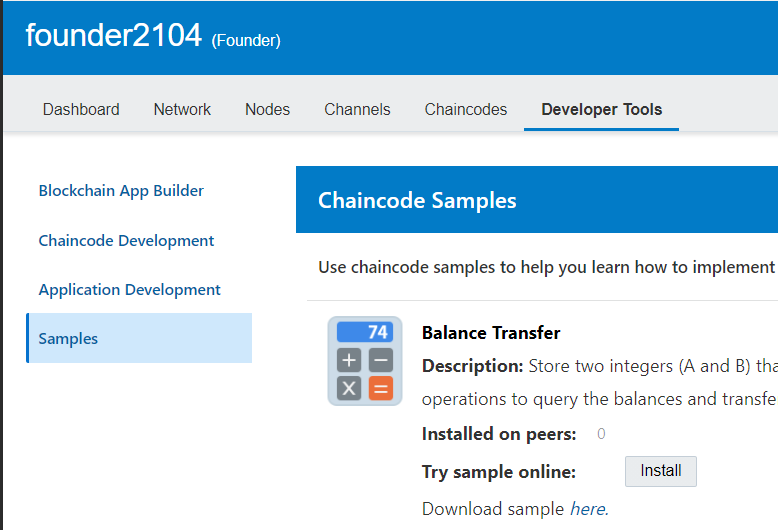 founder2104 (Founder)
Dashboard Network Nodes Channels Chaincodes Developer Tools
Blockchain App Builder
Chaincode Development
Application Development
Samples
Chaincode Samples
Use chaincode samples to help you learn how to implement
74
Balance Transfer
Description: Store two integers (A and B)
operations to query the balances and
Installed on peers: 0
Try sample online: Install
Download sample here.